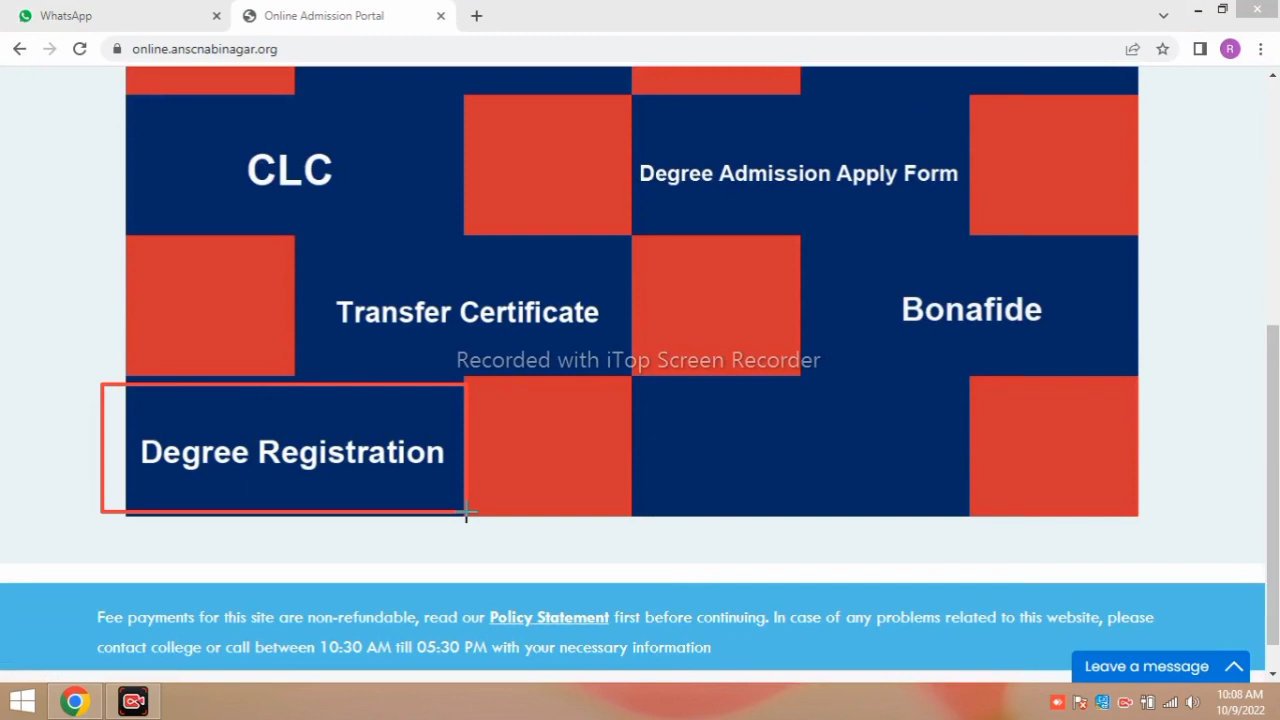 WhatsApp
Online Admission Portal
online.anscnabinagar.org
R
CLC
Degree Admission Apply Form
Transfer Certificate
Bonafide
Recorded with iTop Screen Recorder
Degree Registration
Fee payments for this site are non-refundable, read our Policy Statement first before continuing. In case of any problems related to this website, please
contact college or call between 10:30 AM till 05:30 PM with your necessary information
Leave a message
10:08 AM
10/9/2022